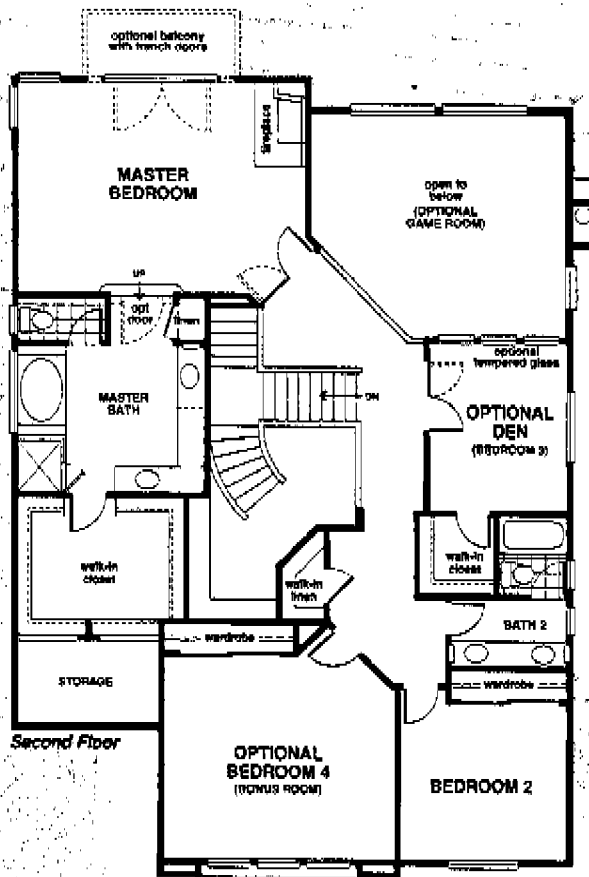 optional balcony
with french doors
fireplace
MASTER
BEDROOM
open to
below
(OPTIONAL
GAME ROOM)
UP
opt
door
linen
optional
tempered glass
MASTER
BATH
DN
OPTIONAL
DEN
(BEDROOM 3)
walk-in
closet
walk-in
linen
walk-in
closet
BATH 2
wardrobe
wardrobe
STORAGE
Second Floor
OPTIONAL
BEDROOM 4
(BONUS ROOM)
BEDROOM 2